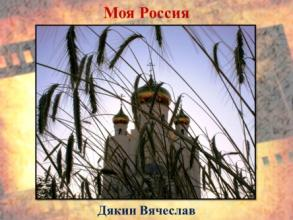 Моя Россия
Дякин Вячеслав